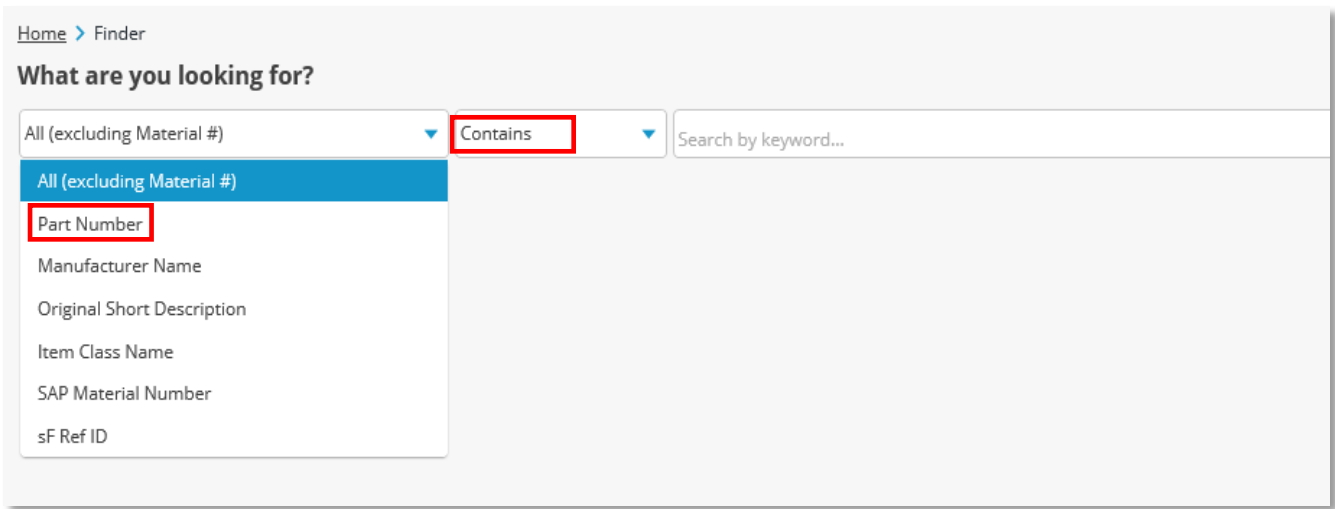 Home > Finder
What are you looking for?
All (excluding Material #) Contains Search by keyword...
All (excluding Material #)
Part Number
Manufacturer Name
Original Short Description
Item Class Name
SAP Material Number
sF Ref ID